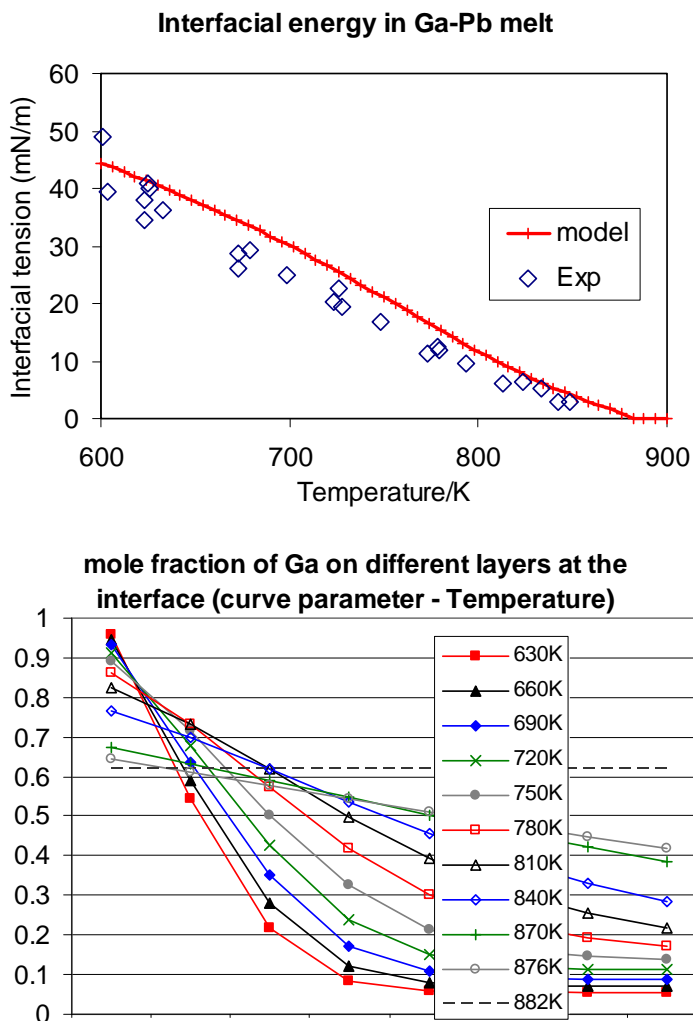 Interfacial energy in Ga-Pb melt
60
50
40
30
20
10
0
Interfacial tension (mN/m)
model
Exp
600 700 800 900
Temperature/K
mole fraction of Ga on different layers at the
interface (curve parameter - Temperature)
1
0.9
0.8
0.7
0.6
0.5
0.4
0.3
0.2
0.1
0
630K
660K
690K
720K
750K
780K
810K
840K
870K
876K
882K